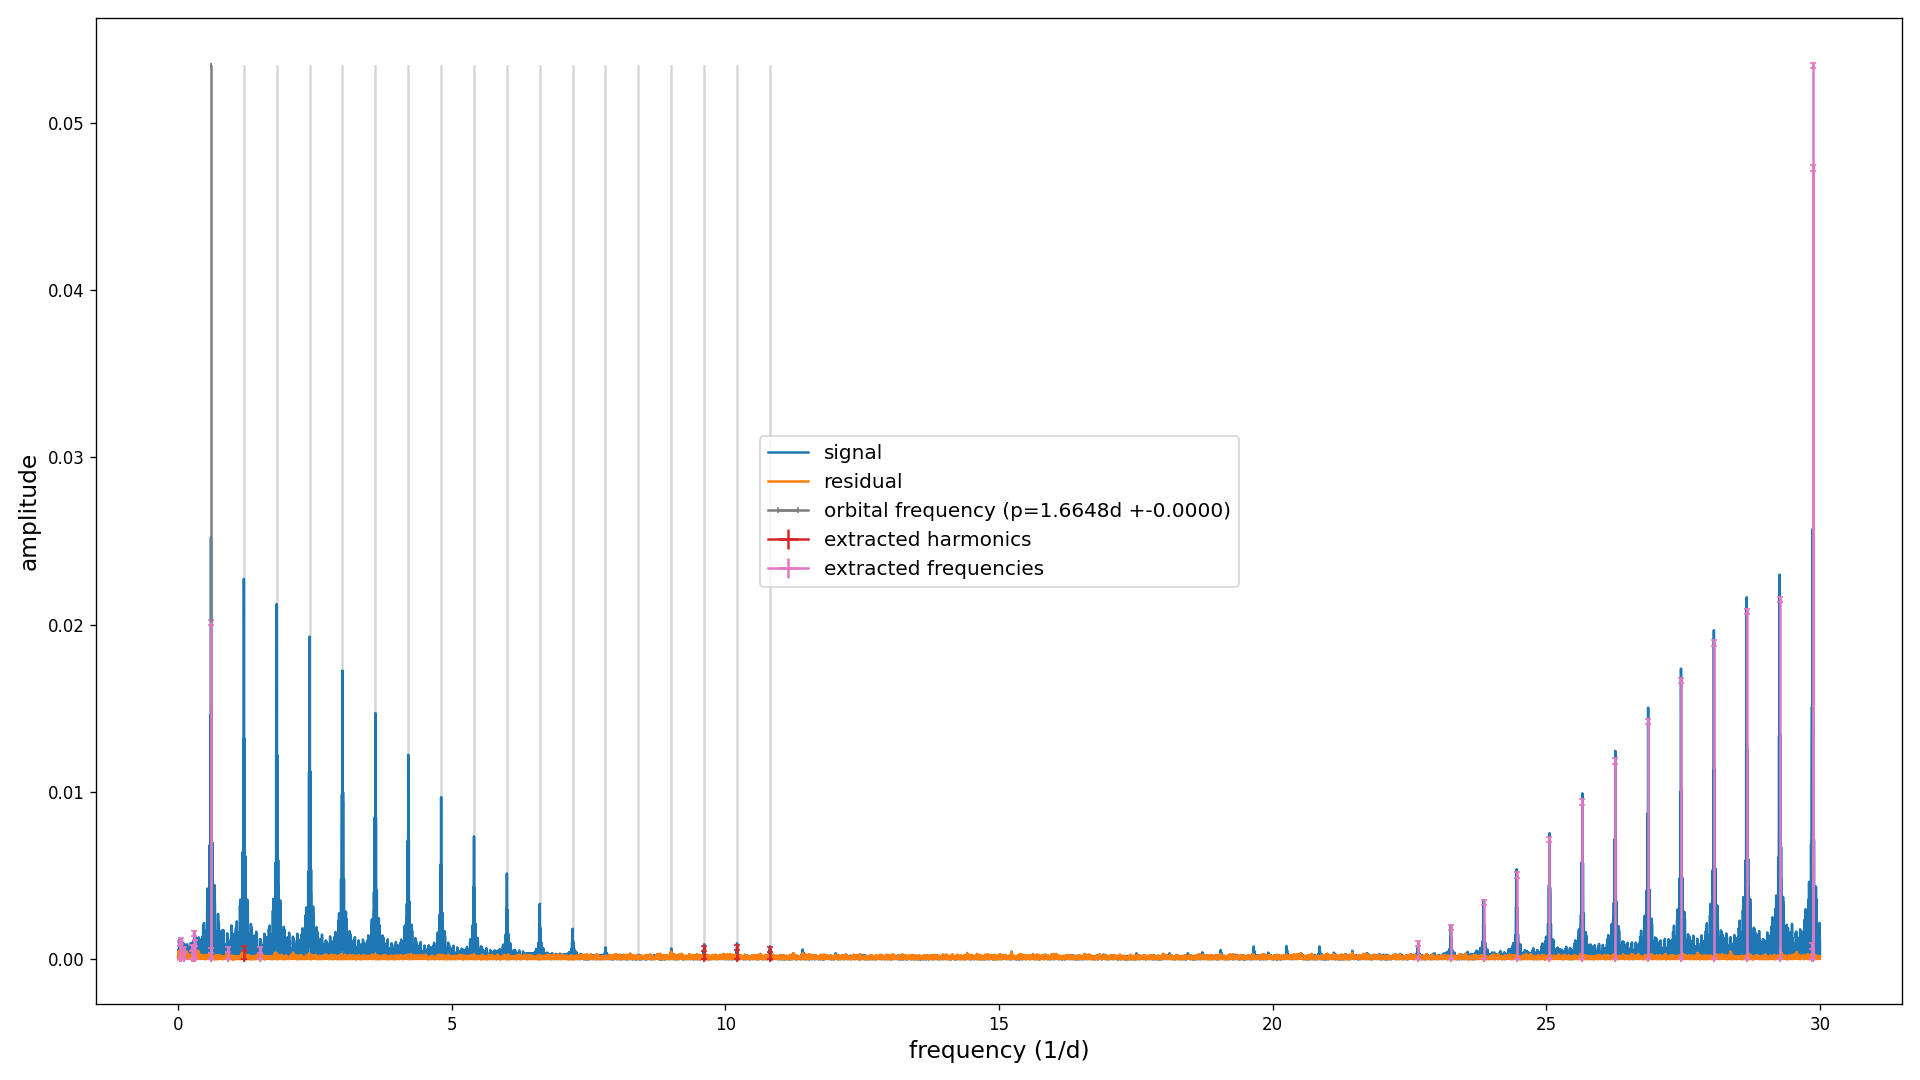 0.05
0.04
0.03
0.02
0.01
0.00
amplitude
signal
residual
orbital frequency (p=1.6648d +-0.0000)
extracted harmonics
extracted frequencies
0 5 10 15 20 25 30
frequency (1/d)